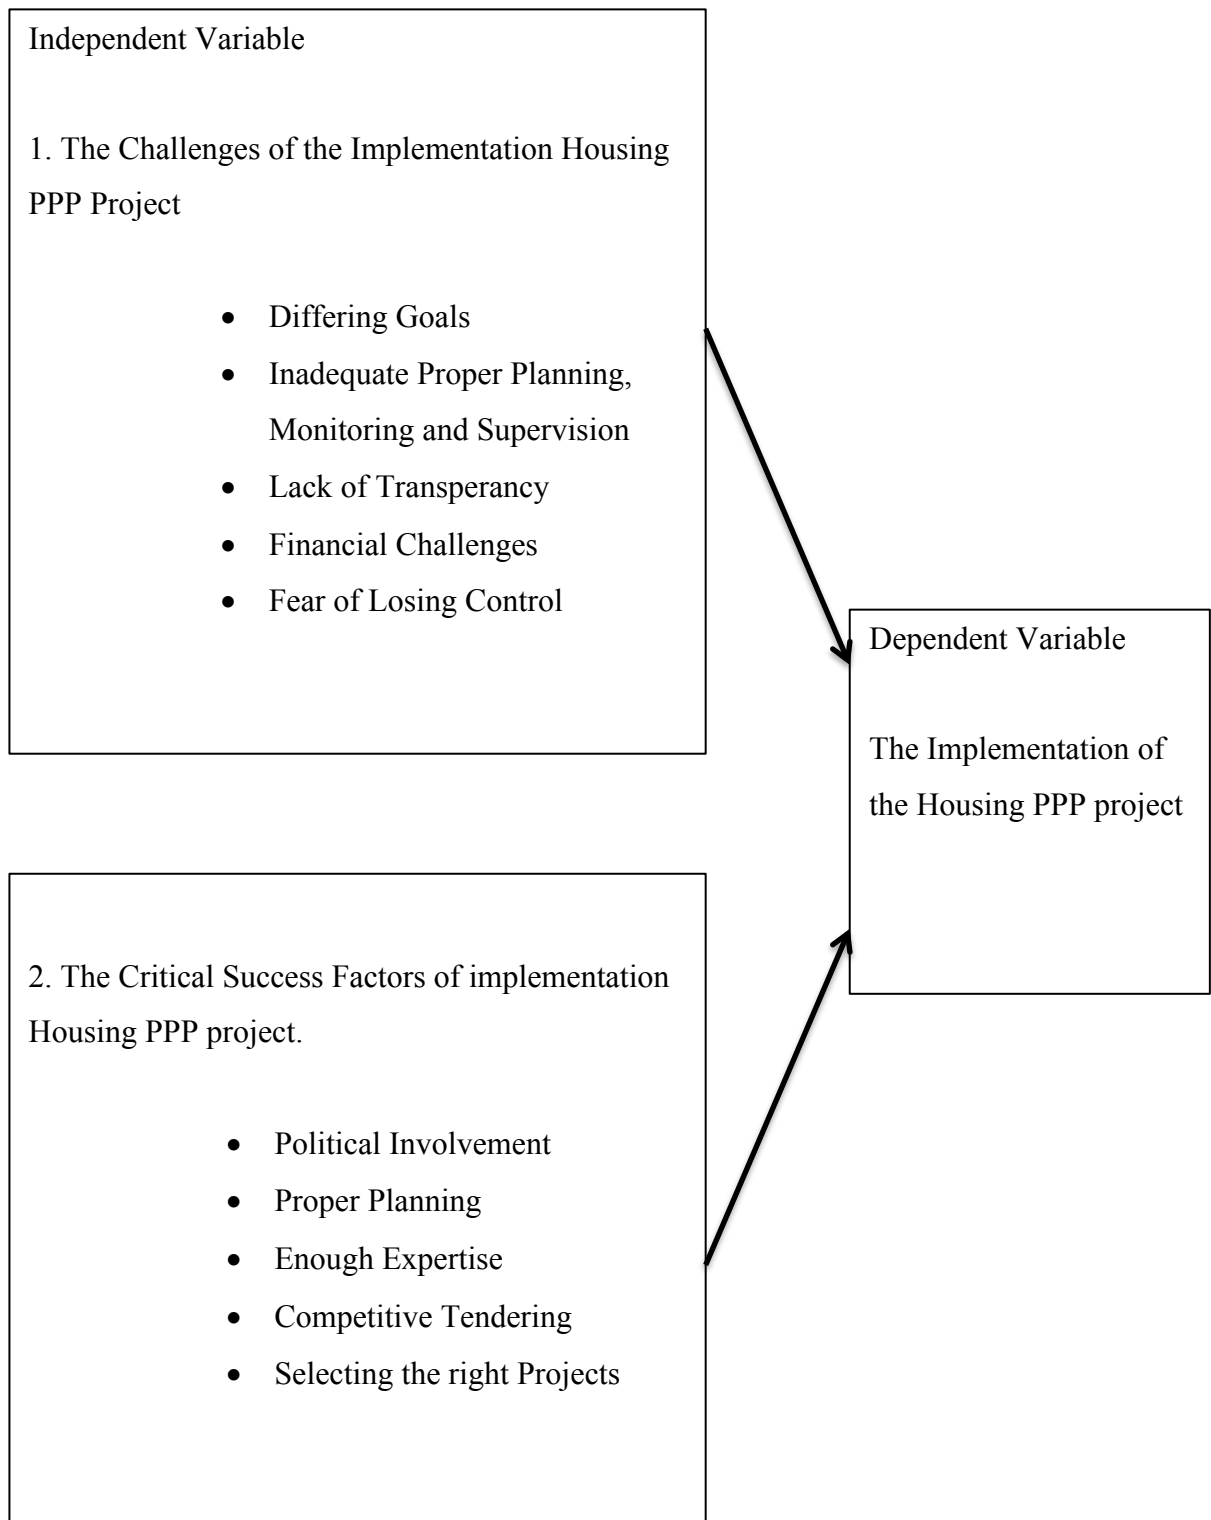 Independent Variable
1. The Challenges of the Implementation Housing
PPP Project
• Differing Goals
• Inadequate Proper Planning,
Monitoring and Supervision
• Lack of Transperancy
• Financial Challenges
• Fear of Losing Control
Dependent Variable
The Implementation of
the Housing PPP project
2. The Critical Success Factors of implementation
Housing PPP project.
• Political Involvement
• Proper Planning
• Enough Expertise
• Competitive Tendering
• Selecting the right Projects